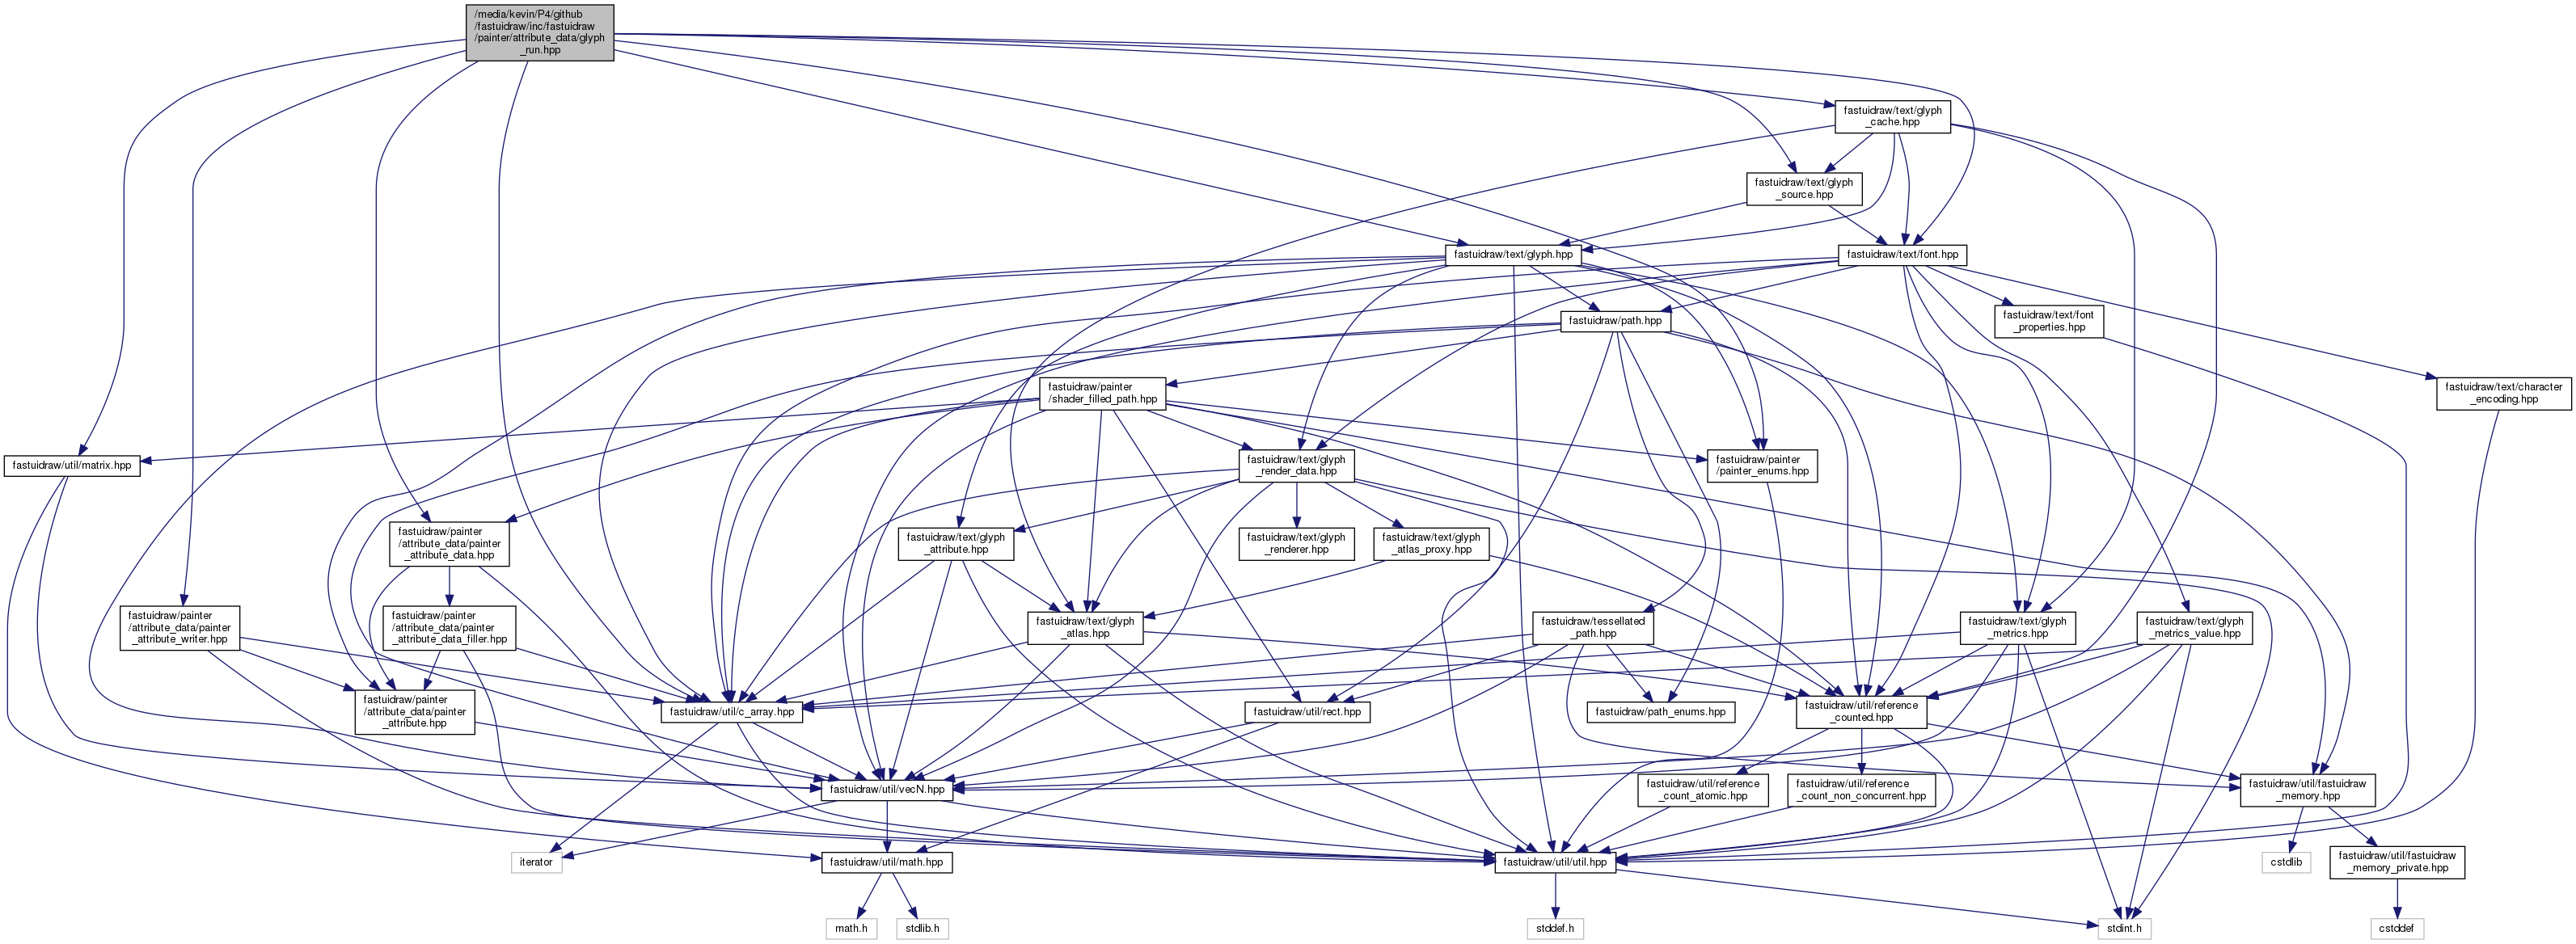 /media/kevin/P4/github
/fastuidraw/inc/fastuidraw
/painter/attribute_data/glyph
_run.hpp
fastuidraw/text/glyph
_cache.hpp
fastuidraw/text/glyph
_source.hpp
fastuidraw/text/glyph.hpp
fastuidraw/text/font.hpp
fastuidraw/path.hpp
fastuidraw/text/font
_properties.hpp
fastuidraw/painter
/shader_filled_path.hpp
fastuidraw/text/character
_encoding.hpp
fastuidraw/util/matrix.hpp
fastuidraw/text/glyph
_render_data.hpp
fastuidraw/painter
/painter_enums.hpp
fastuidraw/painter
/attribute_data/painter
_attribute_data.hpp
fastuidraw/text/glyph
_attribute.hpp
fastuidraw/text/glyph
_renderer.hpp
fastuidraw/text/glyph
_atlas_proxy.hpp
fastuidraw/painter
/attribute_data/painter
_attribute_writer.hpp
fastuidraw/painter
/attribute_data/painter
_attribute_data_filler.hpp
fastuidraw/text/glyph
_atlas.hpp
fastuidraw/tessellated
_path.hpp
fastuidraw/text/glyph
_metrics.hpp
fastuidraw/text/glyph
_metrics_value.hpp
fastuidraw/painter
/attribute_data/painter
_attribute.hpp
fastuidraw/util/c_array.hpp
fastuidraw/util/rect.hpp
fastuidraw/path_enums.hpp
fastuidraw/util/reference
_counted.hpp
fastuidraw/util/vecN.hpp
fastuidraw/util/reference
_count_atomic.hpp
fastuidraw/util/reference
_count_non_concurrent.hpp
fastuidraw/util/fastuidraw
_memory.hpp
iterator
fastuidraw/util/math.hpp
fastuidraw/util/util.hpp
cstdlib
fastuidraw/util/fastuidraw
_memory_private.hpp
math.h
stdlib.h
stddef.h
stdint.h
cstddef